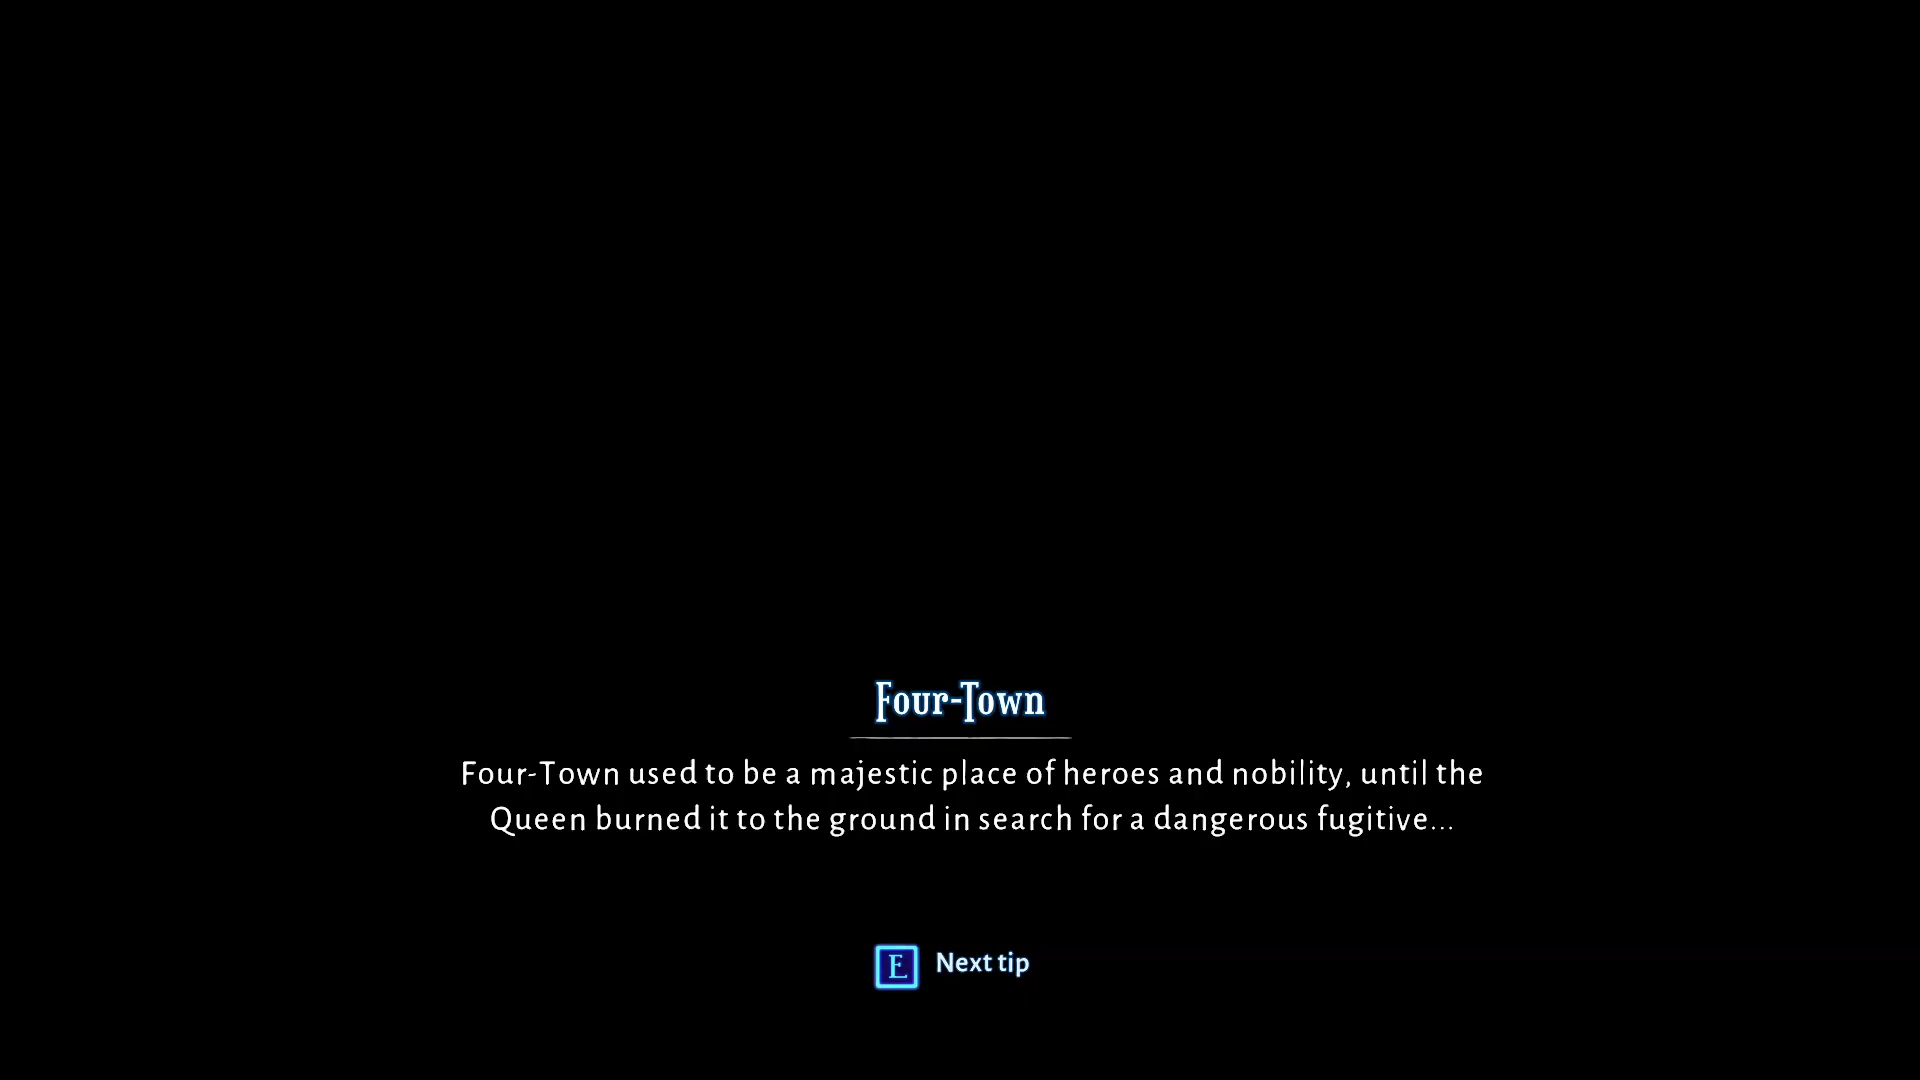 Four-Town
Four-Town used to be a majestic place of heroes and nobility, until the
Queen burned it to the ground in search for a dangerous fugitive...
E Next tip